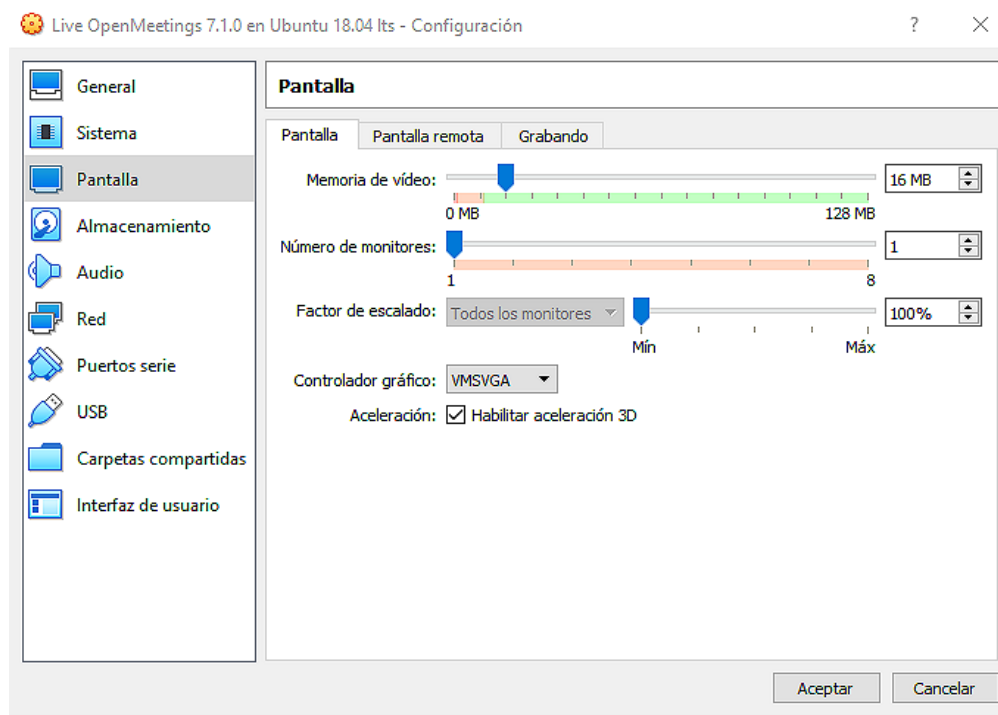 Live OpenMeetings 7.1.0 en Ubuntu 18.04 lts - Configuración
?
General
Sistema
Pantalla
Almacenamiento
Audio
Red
Puertos serie
USB
Carpetas compartidas
Interfaz de usuario
Pantalla
Pantalla Pantalla remota Grabando
Memoria de vídeo: 16 MB
0 MB 128 MB
Número de monitores: 1
1 8
Factor de escalado: Todos los monitores 100%
Mín Máx
Controlador gráfico: VMSVGA
Aceleración: Habilitar aceleración 3D
Aceptar Cancelar